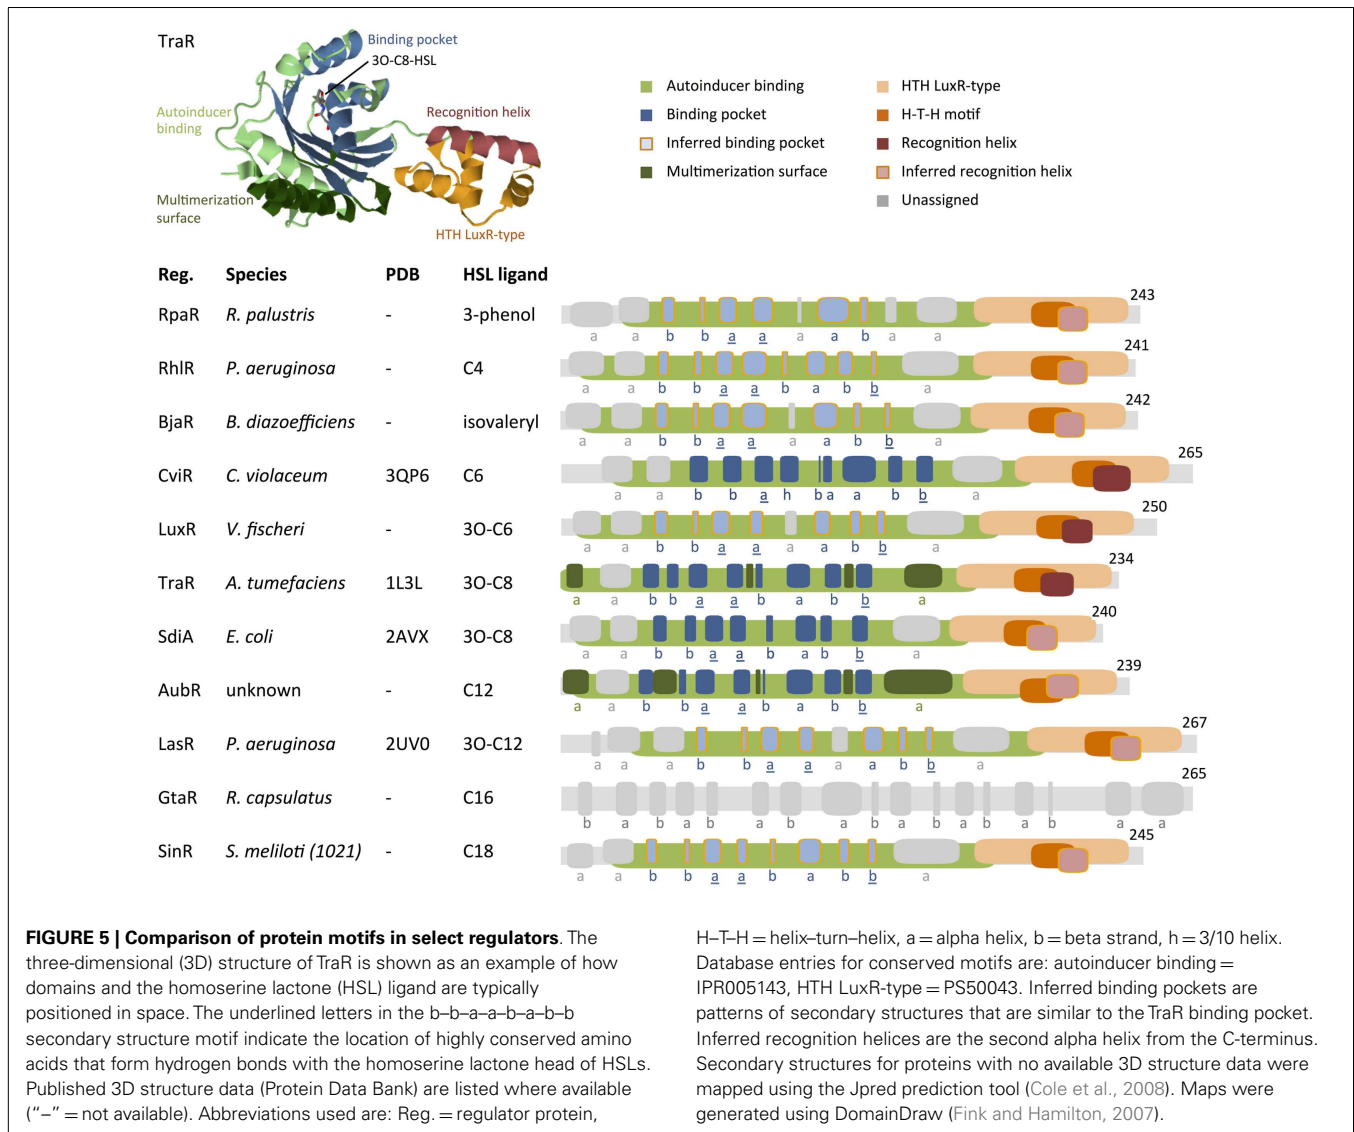 TraR
Binding pocket
3O-C8-HSL
Autoinducer
binding
Recognition helix
Multimerization
surface
HTH LuxR-type
Autoinducer binding
Binding pocket
Inferred binding pocket
Multimerization surface
HTH LuxR-type
H-T-H motif
Recognition helix
Inferred recognition helix
Unassigned
Reg. Species PDB HSL ligand
RpaR R. palustris - 3-phenol 243
a a b b a a a a b a a
RhlR P. aeruginosa - C4 241
a a b b a a b a b b a
BjaR B. diazoefficiens - isovaleryl 242
a a b b a a a a b b a
CviR C. violaceum 3QP6 C6 265
a a b b a h b a a b b a
LuxR V. fischeri - 3O-C6 250
a a b b a a a a b b a
TraR A. tumefaciens 1L3L 3O-C8 234
a a b b a a b a b b a
SdiA E. coli 2AVX 3O-C8 240
a a b b a a b a b b a
AubR unknown - C12 239
a a b b a a b a b b a
LasR P. aeruginosa 2UV0 3O-C12 267
a a a b b a a a a b b a
GtaR R. capsulatus - C16 265
b a b a b a b a b a b a b a b a a
SinR S. meliloti (1021) - C18 245
a a b b a a b a b b a
FIGURE 5 | Comparison of protein motifs in select regulators. The
three-dimensional (3D) structure of TraR is shown as an example of how
domains and the homoserine lactone (HSL) ligand are typically
positioned in space. The underlined letters in the b–b–a–a–b–a–b–b
secondary structure motif indicate the location of highly conserved amino
acids that form hydrogen bonds with the homoserine lactone head of HSLs.
Published 3D structure data (Protein Data Bank) are listed where available
(“–” = not available). Abbreviations used are: Reg. = regulator protein,
H–T–H = helix–turn–helix, a = alpha helix, b = beta strand, h = 3/10 helix.
Database entries for conserved motifs are: autoinducer binding =
IPR005143, HTH LuxR-type = PS50043. Inferred binding pockets are
patterns of secondary structures that are similar to the TraR binding pocket.
Inferred recognition helices are the second alpha helix from the C-terminus.
Secondary structures for proteins with no available 3D structure data were
mapped using the Jpred prediction tool (Cole et al., 2008). Maps were
generated using DomainDraw (Fink and Hamilton, 2007).